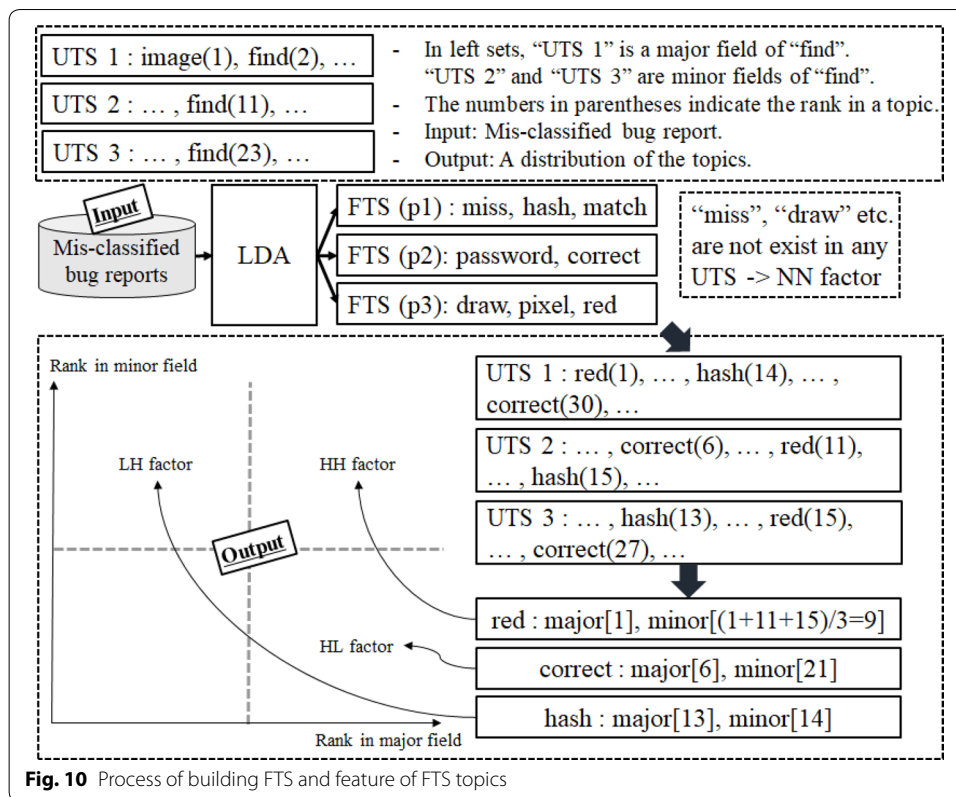 UTS 1 : image(1), find(2), …
UTS 2 : … , find(11), …
UTS 3 : … , find(23), …
- In left sets, “UTS 1” is a major field of “find”.
“UTS 2” and “UTS 3” are minor fields of “find”.
- The numbers in parentheses indicate the rank in a topic.
- Input: Mis-classified bug report.
- Output: A distribution of the topics.
Input
Mis-classified
bug reports
LDA
FTS (p1) : miss, hash, match
FTS (p2): password, correct
FTS (p3): draw, pixel, red
“miss”, “draw” etc.
are not exist in any
UTS -> NN factor
Rank in minor field
LH factor
HH factor
Output
HL factor
Rank in major field
UTS 1 : red(1), … , hash(14), … ,
correct(30), …
UTS 2 : … , correct(6), … , red(11),
… , hash(15), …
UTS 3 : … , hash(13), … , red(15),
… , correct(27), …
red : major[1], minor[(1+11+15)/3=9]
correct : major[6], minor[21]
hash : major[13], minor[14]
Fig. 10 Process of building FTS and feature of FTS topics